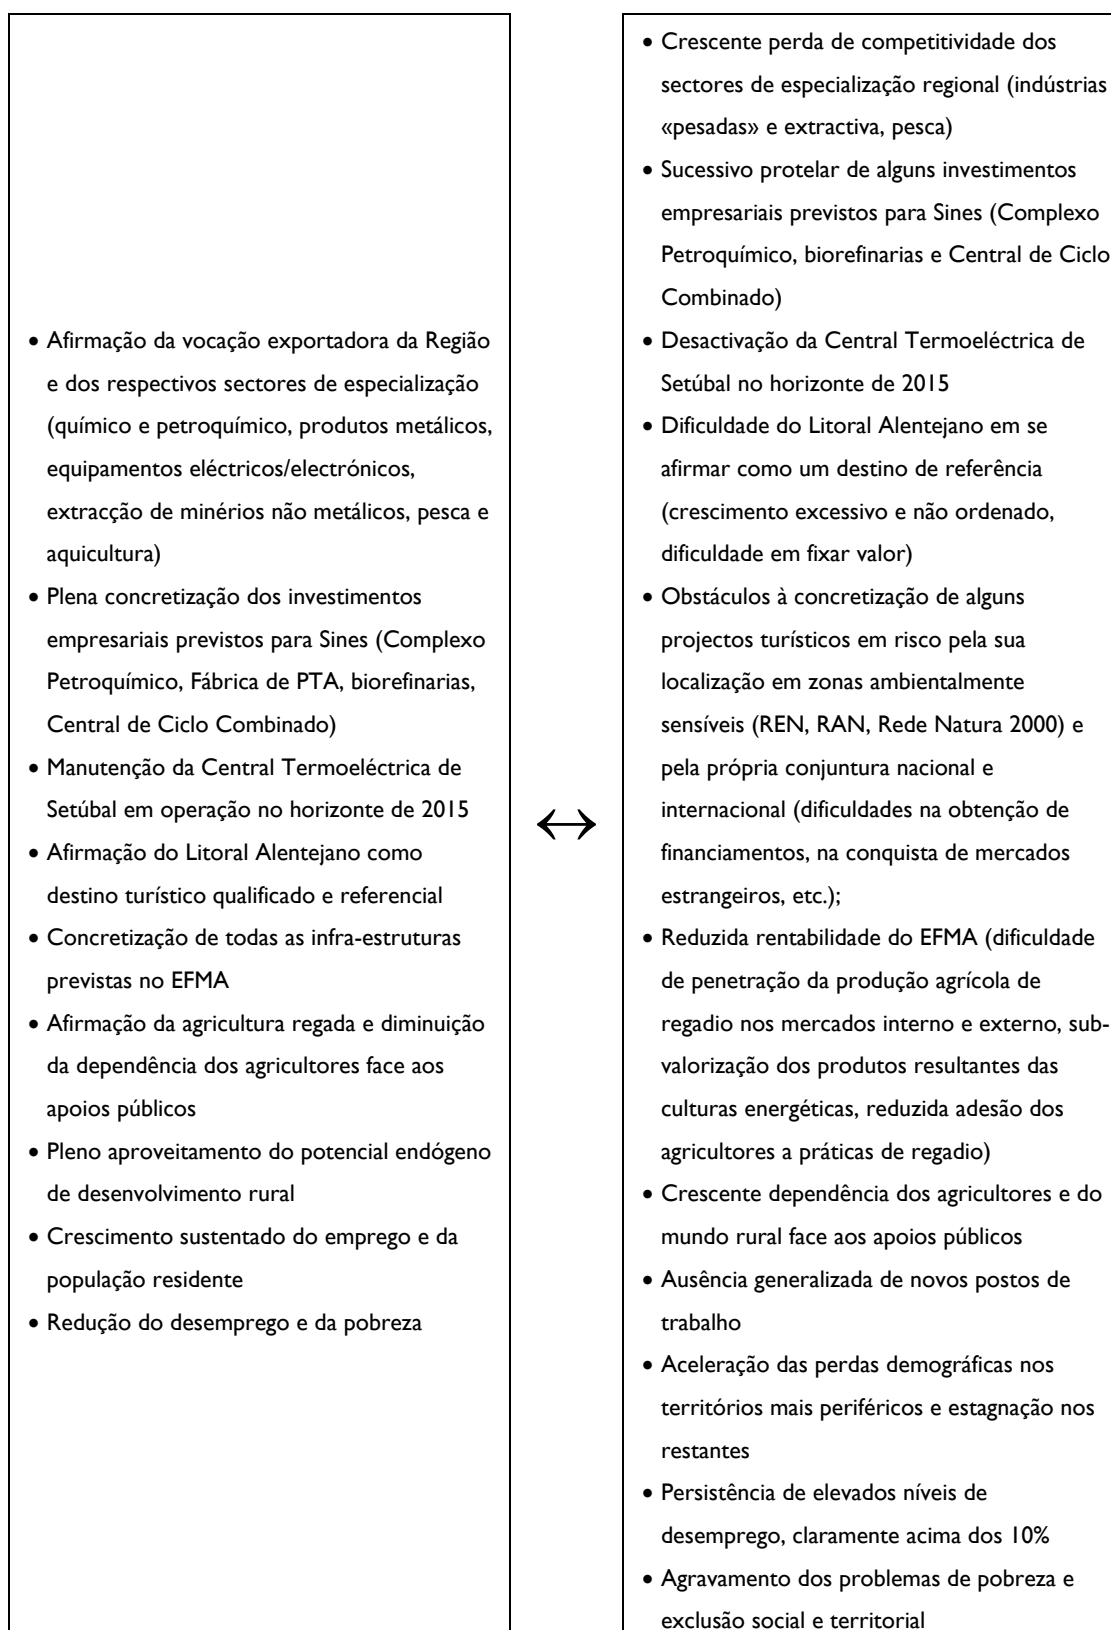 • Afirmação da vocação exportadora da Região
e dos respectivos sectores de especialização
(químico e petroquímico, produtos metálicos,
equipamentos eléctricos/electrónicos,
extracção de minérios não metálicos, pesca e
aquicultura)
• Plena concretização dos investimentos
empresariais previstos para Sines (Complexo
Petroquímico, Fábrica de PTA, biorefinarias,
Central de Ciclo Combinado)
• Manutenção da Central Termoeléctrica de
Setúbal em operação no horizonte de 2015
• Afirmação do Litoral Alentejano como
destino turístico qualificado e referencial
• Concretização de todas as infra-estruturas
previstas no EFMA
• Afirmação da agricultura regada e diminuição
da dependência dos agricultores face aos
apoios públicos
• Pleno aproveitamento do potencial endógeno
de desenvolvimento rural
• Crescimento sustentado do emprego e da
população residente
• Redução do desemprego e da pobreza
↔
• Crescente perda de competitividade dos
sectores de especialização regional (indústrias
«pesadas» e extractiva, pesca)
• Sucessivo protelar de alguns investimentos
empresariais previstos para Sines (Complexo
Petroquímico, biorefinarias e Central de Ciclo
Combinado)
• Desactivação da Central Termoeléctrica de
Setúbal no horizonte de 2015
• Dificuldade do Litoral Alentejano em se
afirmar como um destino de referência
(crescimento excessivo e não ordenado,
dificuldade em fixar valor)
• Obstáculos à concretização de alguns
projectos turísticos em risco pela sua
localização em zonas ambientalmente
sensíveis (REN, RAN, Rede Natura 2000) e
pela própria conjuntura nacional e
internacional (dificuldades na obtenção de
financiamentos, na conquista de mercados
estrangeiros, etc.);
• Reduzida rentabilidade do EFMA (dificuldade
de penetração da produção agrícola de
regadio nos mercados interno e externo, sub-
valorização dos produtos resultantes das
culturas energéticas, reduzida adesão dos
agricultores a práticas de regadio)
• Crescente dependência dos agricultores e do
mundo rural face aos apoios públicos
• Ausência generalizada de novos postos de
trabalho
• Aceleração das perdas demográficas nos
territórios mais periféricos e estagnação nos
restantes
• Persistência de elevados níveis de
desemprego, claramente acima dos 10%
• Agravamento dos problemas de pobreza e
exclusão social e territorial